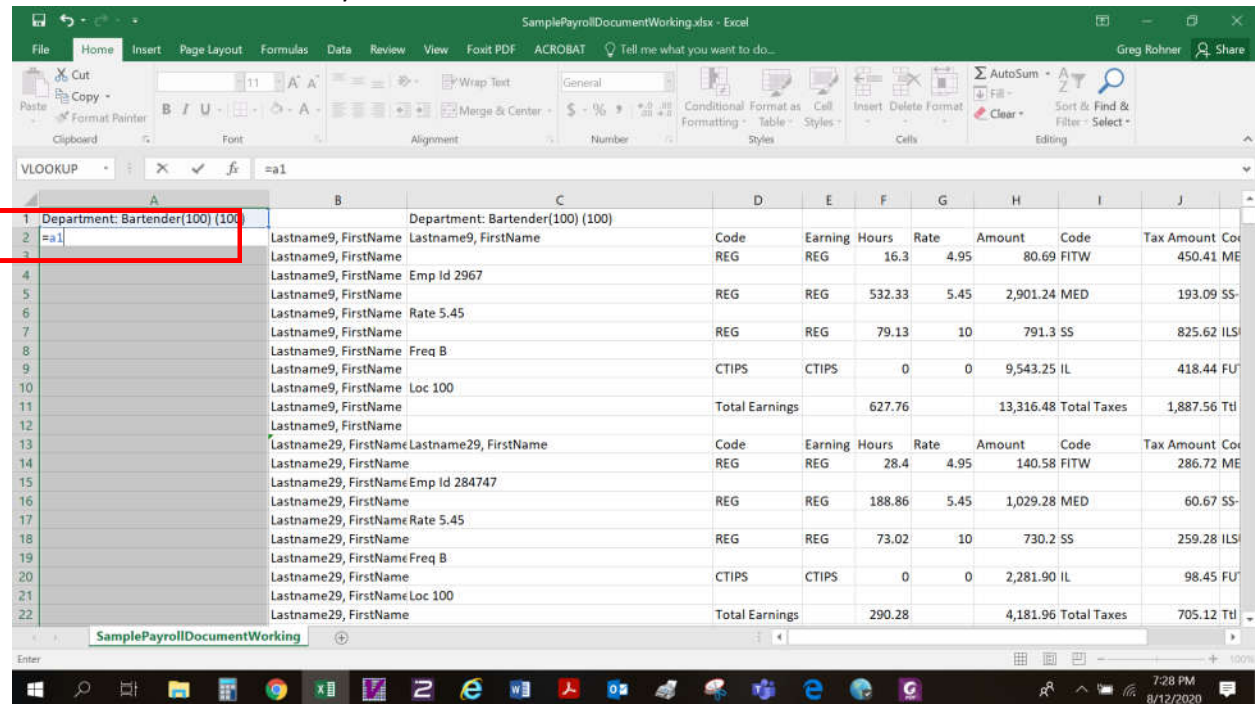 SamplePayrollDocumentWorking.xlsx - Excel
File Home Insert Page Layout Formulas Data Review View Foxit PDF ACROBAT Tell me what you want to do... Greg Rohner Share
Cut
Copy
Format Painter
Paste
Clipboard
11 A A
B I U A
Font
Wrap Text
Merge & Center
Alignment
General
$ - % ,
Number
Conditional Formatting
Format as Table
Cell Styles
Styles
Insert Delete Format
Cells
AutoSum
Fill
Clear
Sort & Filter
Find & Select
Editing
VLOOKUP fx =a1
A B C D E F G H I J
1 Department: Bartender(100) (100) Department: Bartender(100) (100)
2 =a1 Lastname9, FirstName Lastname9, FirstName Code Earning Hours Rate Amount Code Tax Amount
3 Lastname9, FirstName REG REG 16.3 4.95 80.69 FITW 450.41
4 Lastname9, FirstName Emp Id 2967
5 Lastname9, FirstName REG REG 532.33 5.45 2,901.24 MED 193.09 SS-
6 Lastname9, FirstName Rate 5.45
7 Lastname9, FirstName REG REG 79.13 10 791.3 SS 825.62
8 Lastname9, FirstName Freq B
9 Lastname9, FirstName CTIPS CTIPS 0 0 9,543.25 IL 418.44
10 Lastname9, FirstName Loc 100
11 Lastname9, FirstName Total Earnings 627.76 13,316.48 Total Taxes 1,887.56 Ttl
12 Lastname9, FirstName
13 Lastname29, FirstName Lastname29, FirstName Code Earning Hours Rate Amount Code Tax Amount
14 Lastname29, FirstName REG REG 28.4 4.95 140.58 FITW 286.72
15 Lastname29, FirstName Emp Id 284747
16 Lastname29, FirstName REG REG 188.86 5.45 1,029.28 MED 60.67 SS-
17 Lastname29, FirstName Rate 5.45
18 Lastname29, FirstName REG REG 73.02 10 730.2 SS 259.28
19 Lastname29, FirstName Freq B
20 Lastname29, FirstName CTIPS CTIPS 0 0 2,281.90 IL 98.45
21 Lastname29, FirstName Loc 100
22 Lastname29, FirstName Total Earnings 290.28 4,181.96 Total Taxes 705.12 Ttl
SamplePayrollDocumentWorking
Enter 100%
7:28 PM
8/12/2020